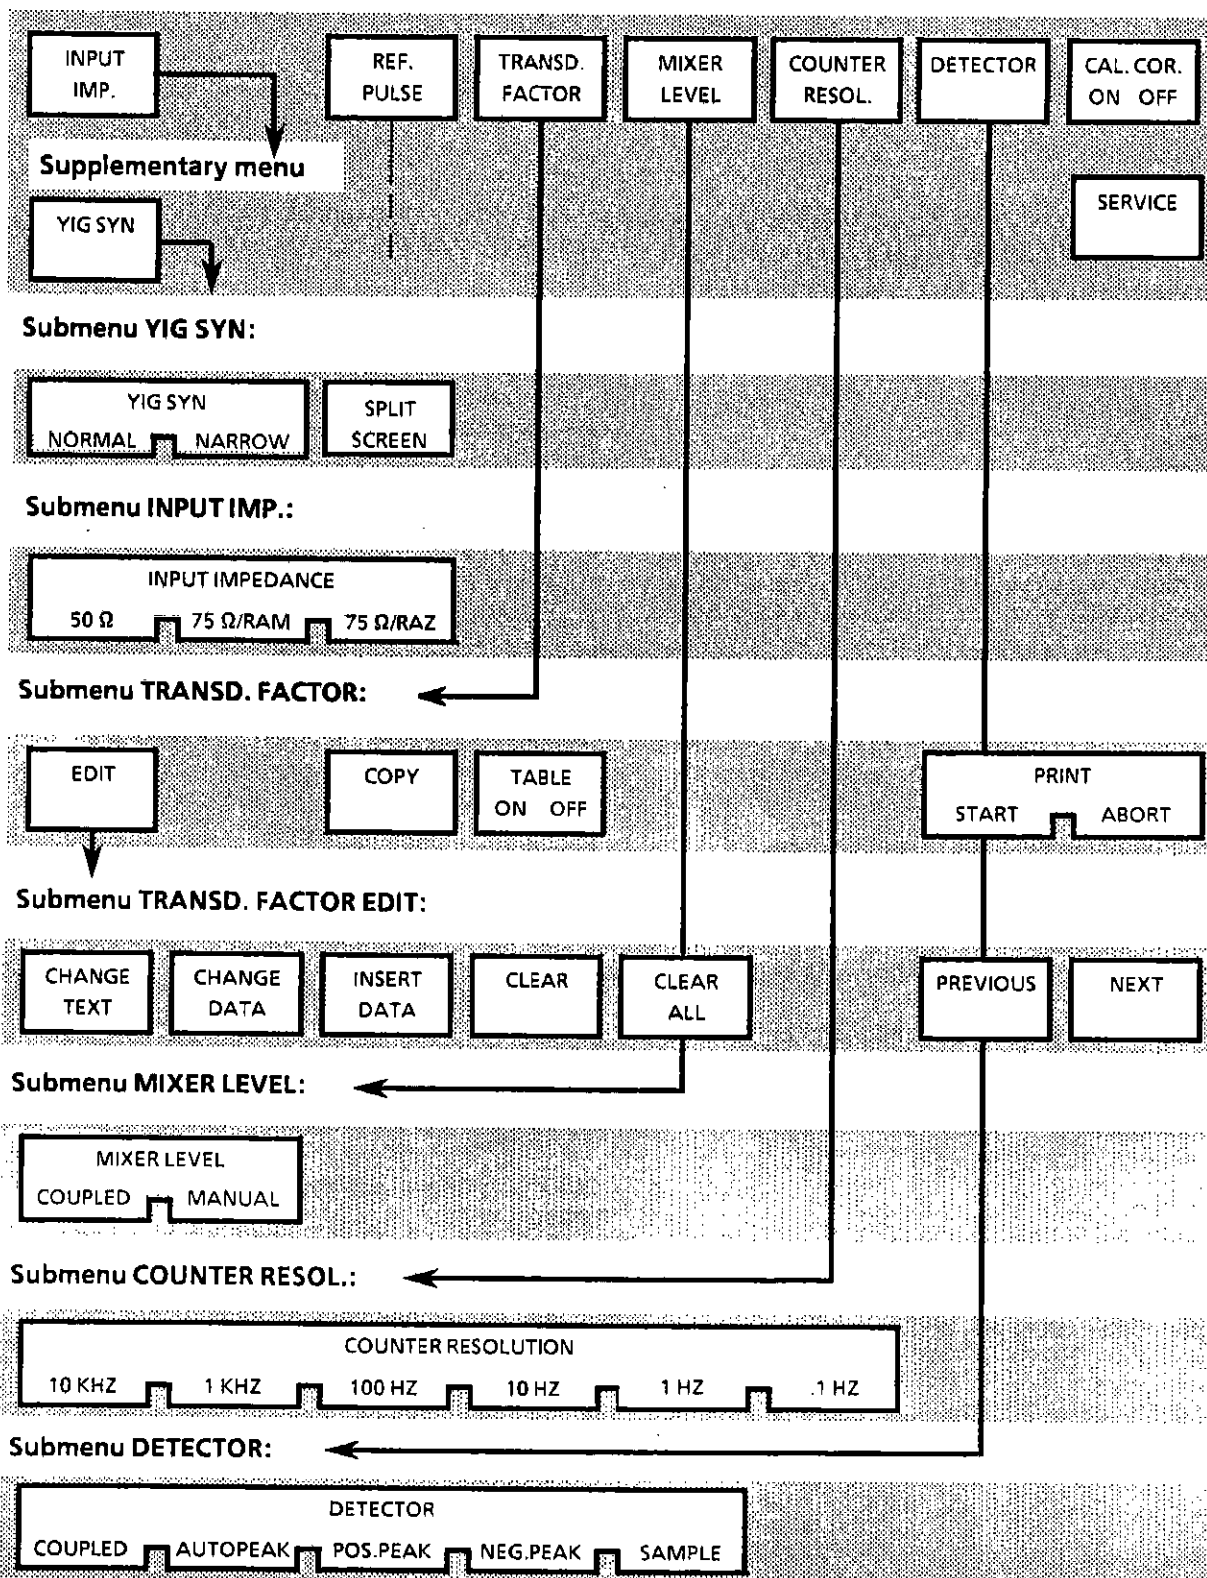 INPUT
IMP.
REF.
PULSE
TRANSD.
FACTOR
MIXER
LEVEL
COUNTER
RESOL.
DETECTOR
CAL. COR.
ON OFF
Supplementary menu
YIG SYN
SERVICE
Submenu YIG SYN:
YIG SYN
NORMAL NARROW
SPLIT
SCREEN
Submenu INPUT IMP.:
INPUT IMPEDANCE
50 Ω 75 Ω/RAM 75 Ω/RAZ
Submenu TRANSD. FACTOR:
EDIT
COPY
TABLE
ON OFF
PRINT
START ABORT
Submenu TRANSD. FACTOR EDIT:
CHANGE
TEXT
CHANGE
DATA
INSERT
DATA
CLEAR
CLEAR
ALL
PREVIOUS
NEXT
Submenu MIXER LEVEL:
MIXER LEVEL
COUPLED MANUAL
Submenu COUNTER RESOL.:
COUNTER RESOLUTION
10 KHZ 1 KHZ 100 HZ 10 HZ 1 HZ .1 HZ
Submenu DETECTOR:
DETECTOR
COUPLED AUTOPEAK POS.PEAK NEG.PEAK SAMPLE